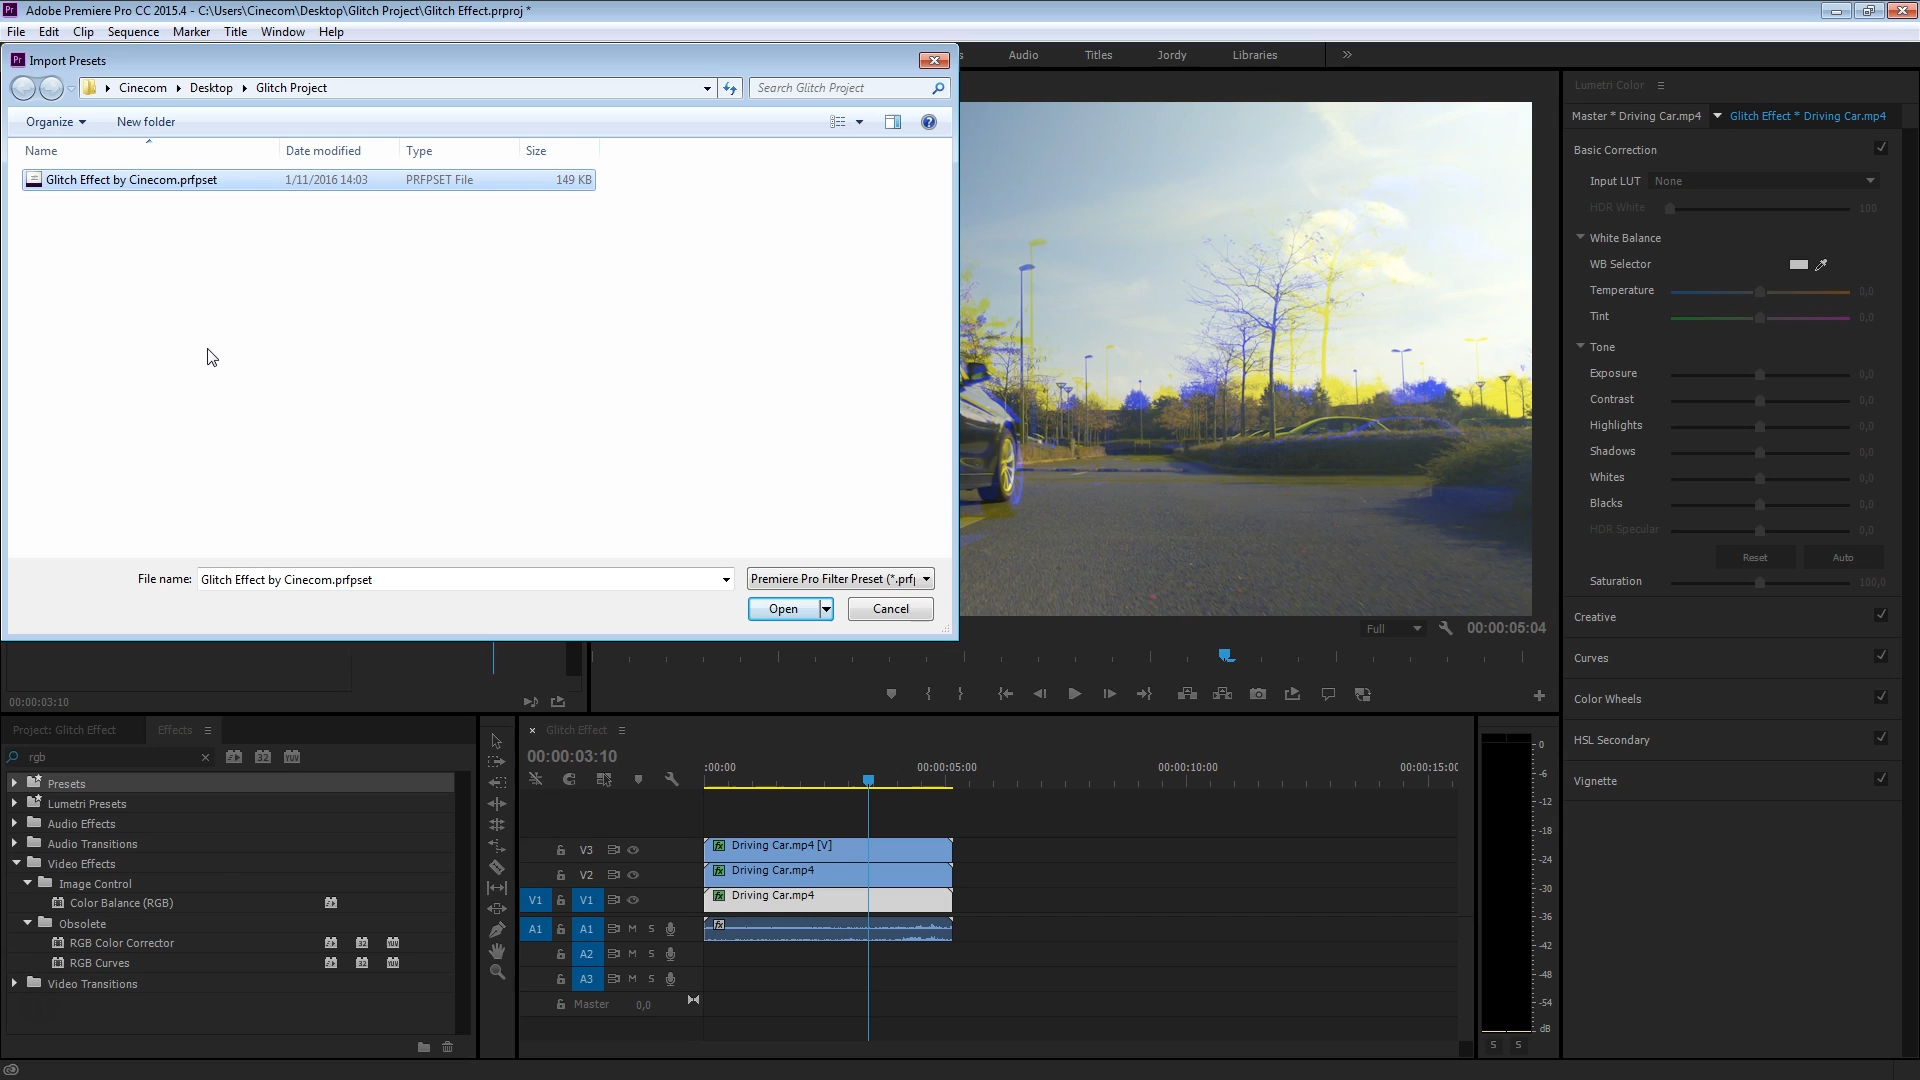 Adobe Premiere Pro CC 2015.4 - C:\Users\Cinecom\Desktop\Glitch Project\Glitch Effect.prproj *
File Edit Clip Sequence Marker Title Window Help
Import Presets
Audio Titles Jordy Libraries
Cinecom Desktop Glitch Project
Search Glitch Project
Organize New folder
Name Date modified Type Size
Glitch Effect by Cinecom.prfpset 1/11/2016 14:03 PRFPSET File 149 KB
File name: Glitch Effect by Cinecom.prfpset
Premiere Pro Filter Preset (*.prf
Open Cancel
Full 00:00:05:04
Lumetri Color
Master * Driving Car.mp4 Glitch Effect * Driving Car.mp4
Basic Correction
Input LUT None
HDR White 100
White Balance
WB Selector
Temperature 0,0
Tint 0,0
Tone
Exposure 0,0
Contrast 0,0
Highlights 0,0
Shadows 0,0
Whites 0,0
Blacks 0,0
HDR Specular 0,0
Reset Auto
Saturation 100,0
Creative
Curves
Color Wheels
HSL Secondary
Vignette
00:00:03:10
Project: Glitch Effect Effects
rgb
Presets
Lumetri Presets
Audio Effects
Audio Transitions
Video Effects
Image Control
Color Balance (RGB)
Obsolete
RGB Color Corrector
RGB Curves
Video Transitions
Glitch Effect
00:00:03:10
:00:00 00:00:05:00 00:00:10:00 00:00:15:00
V3 Driving Car.mp4 [V]
V2 Driving Car.mp4
V1 V1 Driving Car.mp4
A1 A1 M S
A2 M S
A3 M S
Master 0,0
0
-6
-12
-18
-24
-30
-36
-42
-48
-54
dB
S S